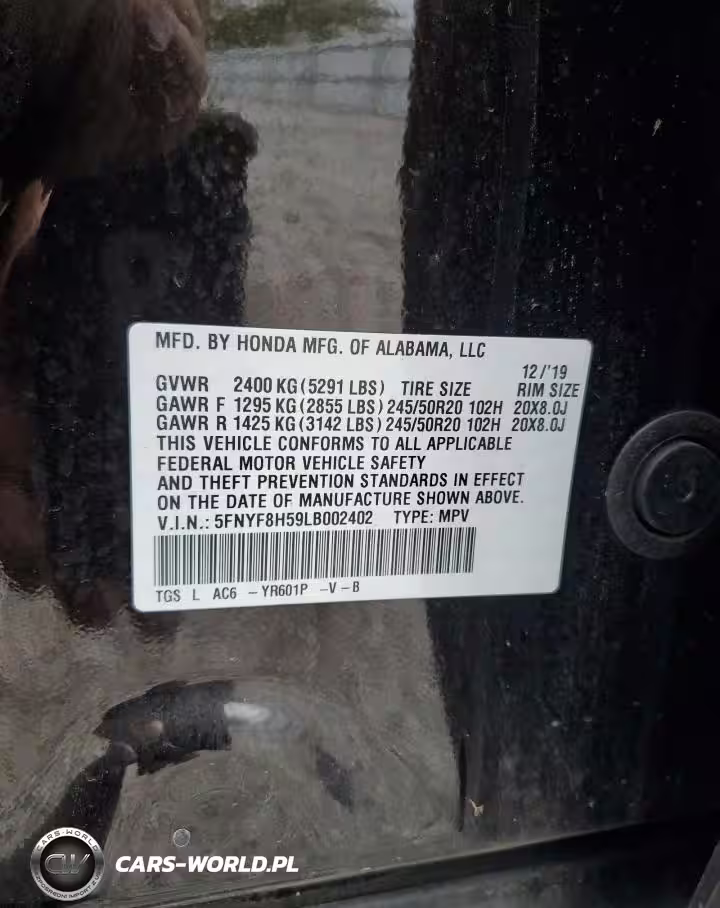 MFD. BY HONDA MFG. OF ALABAMA, LLC
12/'19
GVWR 2400 KG (5291 LBS) TIRE SIZE RIM SIZE
GAWR F 1295 KG (2855 LBS) 245/50R20 102H 20X8.0J
GAWR R 1425 KG (3142 LBS) 245/50R20 102H 20X8.0J
THIS VEHICLE CONFORMS TO ALL APPLICABLE
FEDERAL MOTOR VEHICLE SAFETY
AND THEFT PREVENTION STANDARDS IN EFFECT
ON THE DATE OF MANUFACTURE SHOWN ABOVE.
V.I.N.: 5FNYF8H59LB002402 TYPE: MPV
TGS L AC6 - YR601P - V - B
CARS-WORLD
CW
CARS-WORLD.PL